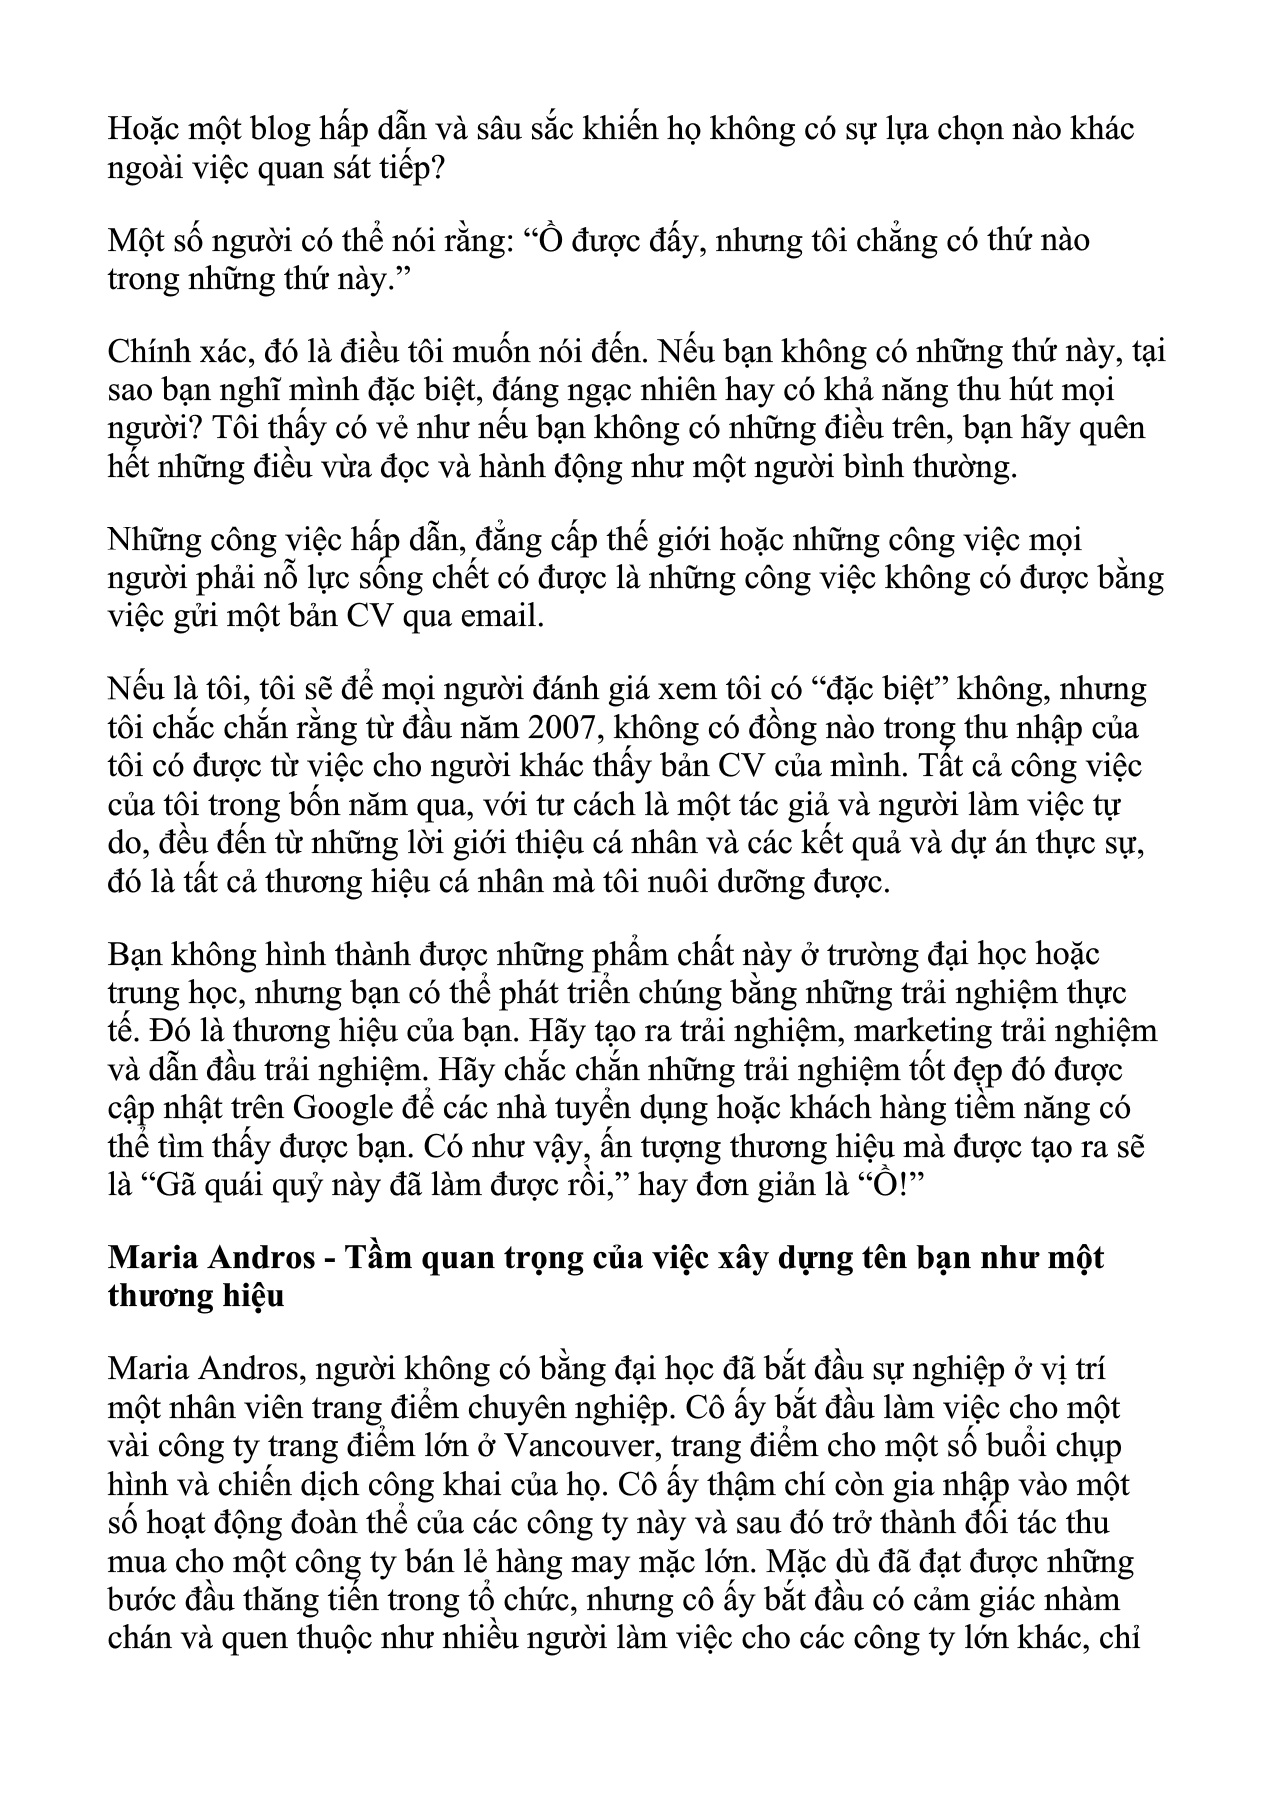 Hoặc một blog hấp dẫn và sâu sắc khiến họ không có sự lựa chọn nào khác
ngoài việc quan sát tiếp?
Một số người có thể nói rằng: “Ồ được đấy, nhưng tôi chẳng có thứ nào
trong những thứ này.”
Chính xác, đó là điều tôi muốn nói đến. Nếu bạn không có những thứ này, tại
sao bạn nghĩ mình đặc biệt, đáng ngạc nhiên hay có khả năng thu hút mọi
người? Tôi thấy có vẻ như nếu bạn không có những điều trên, bạn hãy quên
hết những điều vừa đọc và hành động như một người bình thường.
Những công việc hấp dẫn, đẳng cấp thế giới hoặc những công việc mọi
người phải nỗ lực sống chết có được là những công việc không có được bằng
việc gửi một bản CV qua email.
Nếu là tôi, tôi sẽ để mọi người đánh giá xem tôi có “đặc biệt” không, nhưng
tôi chắc chắn rằng từ đầu năm 2007, không có đồng nào trong thu nhập của
tôi có được từ việc cho người khác thấy bản CV của mình. Tất cả công việc
của tôi trong bốn năm qua, với tư cách là một tác giả và người làm việc tự
do, đều đến từ những lời giới thiệu cá nhân và các kết quả và dự án thực sự,
đó là tất cả thương hiệu cá nhân mà tôi nuôi dưỡng được.
Bạn không hình thành được những phẩm chất này ở trường đại học hoặc
trung học, nhưng bạn có thể phát triển chúng bằng những trải nghiệm thực
tế. Đó là thương hiệu của bạn. Hãy tạo ra trải nghiệm, marketing trải nghiệm
và dẫn đầu trải nghiệm. Hãy chắc chắn những trải nghiệm tốt đẹp đó được
cập nhật trên Google để các nhà tuyển dụng hoặc khách hàng tiềm năng có
thể tìm thấy được bạn. Có như vậy, ấn tượng thương hiệu mà được tạo ra sẽ
là “Gã quái quỷ này đã làm được rồi,” hay đơn giản là “Ồ!”
Maria Andros - Tầm quan trọng của việc xây dựng tên bạn như một
thương hiệu
Maria Andros, người không có bằng đại học đã bắt đầu sự nghiệp ở vị trí
một nhân viên trang điểm chuyên nghiệp. Cô ấy bắt đầu làm việc cho một
vài công ty trang điểm lớn ở Vancouver, trang điểm cho một số buổi chụp
hình và chiến dịch công khai của họ. Cô ấy thậm chí còn gia nhập vào một
số hoạt động đoàn thể của các công ty này và sau đó trở thành đối tác thu
mua cho một công ty bán lẻ hàng may mặc lớn. Mặc dù đã đạt được những
bước đầu thăng tiến trong tổ chức, nhưng cô ấy bắt đầu có cảm giác nhàm
chán và quen thuộc như nhiều người làm việc cho các công ty lớn khác, chỉ